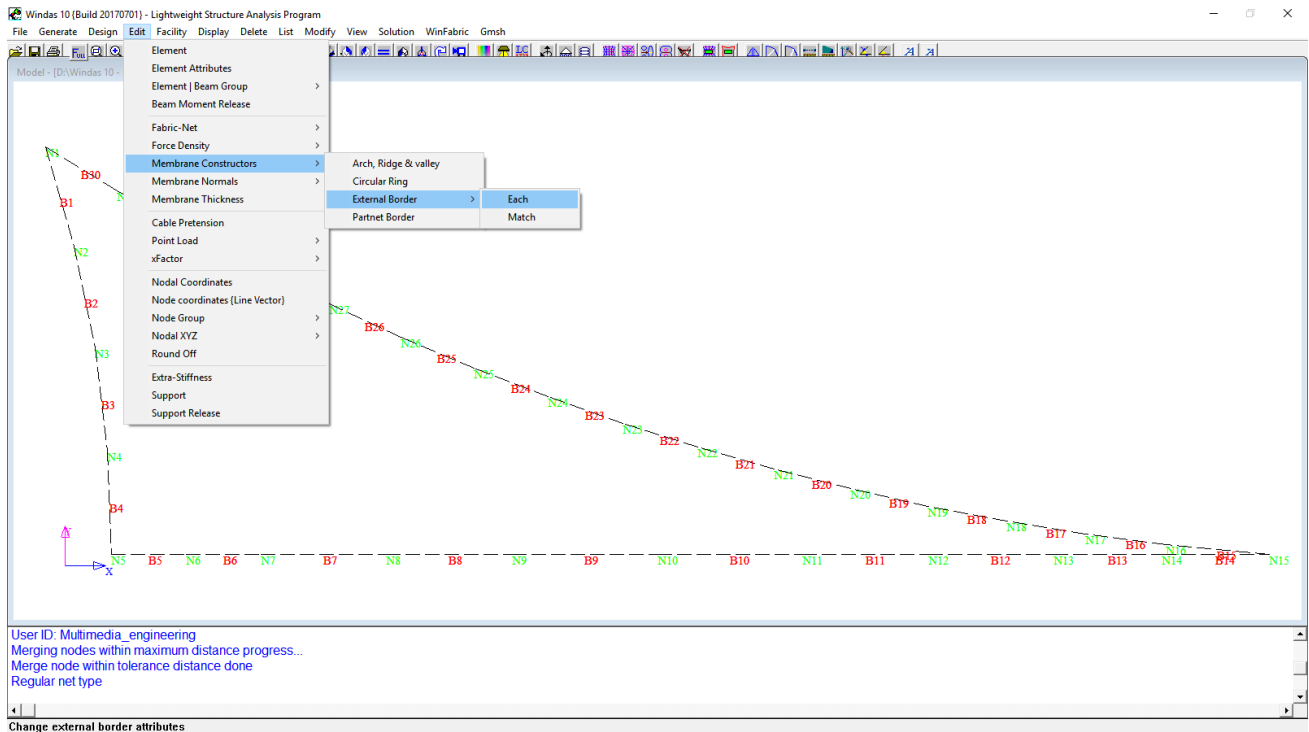 Windas 10 {Build 20170701} - Lightweight Structure Analysis Program
File Generate Design Edit Facility Display Delete List Modify View Solution WinFabric Gmsh
Full
LC
Model - [D:\Windas 10 -
Element
Element Attributes
Element | Beam Group
Beam Moment Release
Fabric-Net
Force Density
Membrane Constructors
Membrane Normals
Membrane Thickness
Cable Pretension
Point Load
xFactor
Nodal Coordinates
Node coordinates {Line Vector}
Node Group
Nodal XYZ
Round Off
Extra-Stiffness
Support
Support Release
Arch, Ridge & valley
Circular Ring
External Border
Partnet Border
Each
Match
N1
B30
B1
N
N2
B2
N27
B26
N3
N26
B25
N25
B3
B24
N24
B23
N23
B22
N4
N22
B21
N21
B20
N20
B4
B19
N19
B18
N18
Y
B17
N17
B16
N16
X
N5 B5 N6 B6 N7 B7 N8 B8 N9 B9 N10 B10 N11 B11 N12 B12 N13 B13 N14 B14 N15
B15
User ID: Multimedia_engineering
Merging nodes within maximum distance progress...
Merge node within tolerance distance done
Regular net type
Change external border attributes